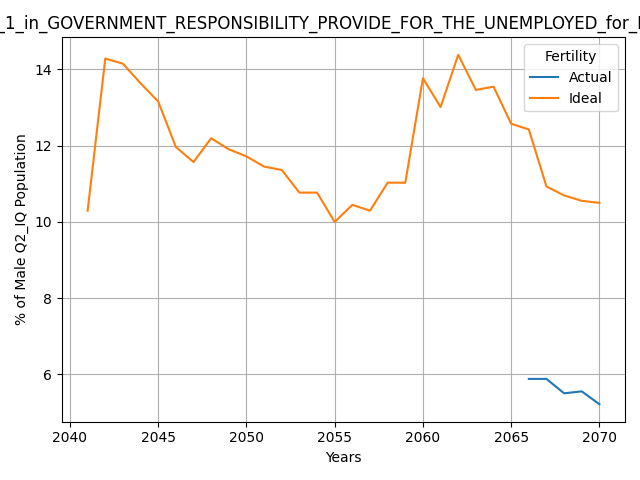 _1_in_GOVERNMENT_RESPONSIBILITY_PROVIDE_FOR_THE_UNEMPLOYED_for_
Fertility
Actual
Ideal
% of Male Q2_IQ Population
14
12
10
8
6
2040 2045 2050 2055 2060 2065 2070
Years